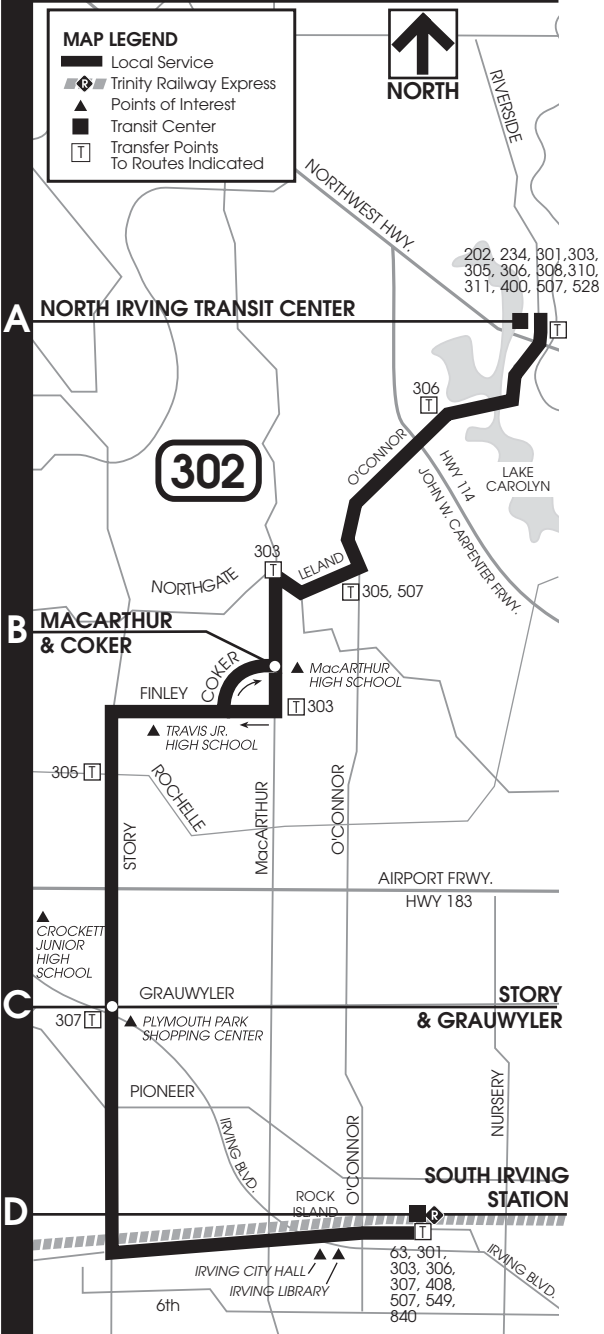 MAP LEGEND
Local Service
R Trinity Railway Express
Points of Interest
Transit Center
T Transfer Points
To Routes Indicated
NORTH
RIVERSIDE
NORTHWEST HWY.
202, 234, 301,303,
305, 306, 308,310,
311, 400, 507, 528
A NORTH IRVING TRANSIT CENTER
T
306
T
302
O'CONNOR
HWY 114
JOHN W. CARPENTER FRWY.
LAKE
CAROLYN
303
T
LELAND
NORTHGATE
T 305, 507
B MACARTHUR
& COKER
COKER
MacARTHUR
HIGH SCHOOL
FINLEY
T 303
TRAVIS JR.
HIGH SCHOOL
305 T
ROCHELLE
STORY
MacARTHUR
O'CONNOR
AIRPORT FRWY.
HWY 183
CROCKETT
JUNIOR
HIGH
SCHOOL
C GRAUWYLER STORY
& GRAUWYLER
307 T
PLYMOUTH PARK
SHOPPING CENTER
PIONEER
NURSERY
IRVING BLVD.
O'CONNOR
SOUTH IRVING
STATION
D
ROCK
ISLAND
R
T
63, 301,
303, 306,
307, 408,
507, 549,
840
IRVING BLVD.
IRVING CITY HALL
IRVING LIBRARY
6th